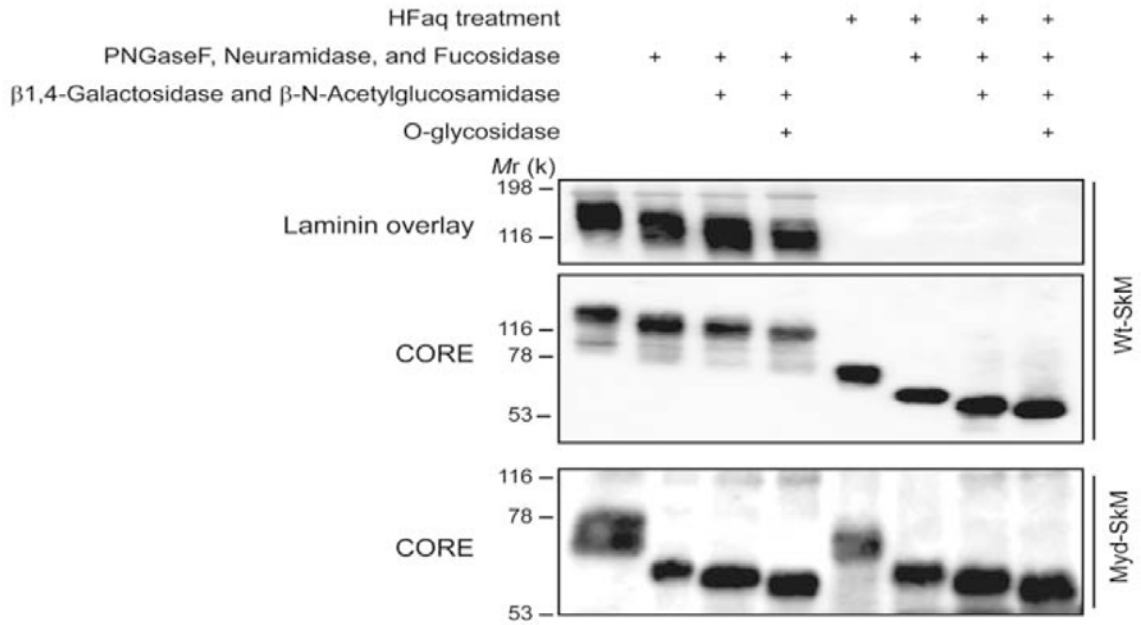 HFaq treatment + + + +
PNGaseF, Neuramidase, and Fucosidase + + + + + +
β1,4-Galactosidase and β-N-Acetylglucosamidase + + + +
O-glycosidase + +
Mr (k)
198
Laminin overlay
116
Wt-SkM
116
CORE
78
53
116
78
CORE
Myd-SkM
53